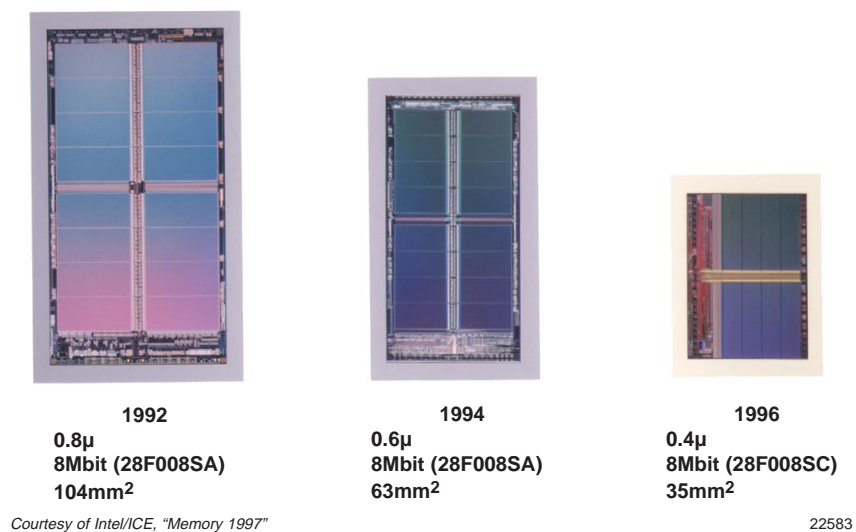 1992
0.8µ
8Mbit (28F008SA)
104mm²
1994
0.6µ
8Mbit (28F008SA)
63mm²
1996
0.4µ
8Mbit (28F008SC)
35mm²
Courtesy of Intel/ICE, “Memory 1997”
22583